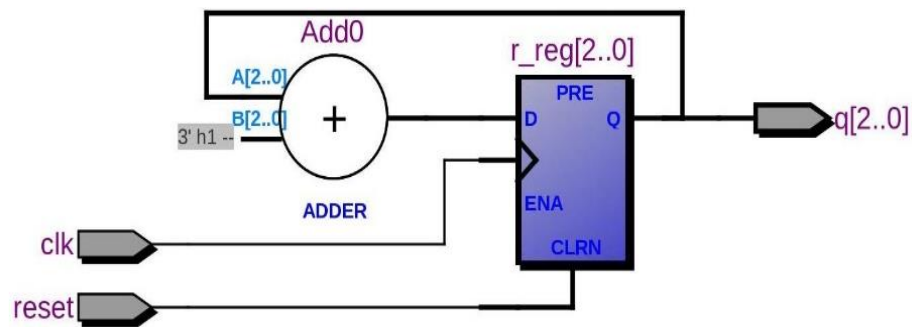 Add0
r_reg[2..0]
A[2..0]
B[2..0]
3' h1 --
+
PRE
D
Q
q[2..0]
ENA
ADDER
clk
CLRN
reset